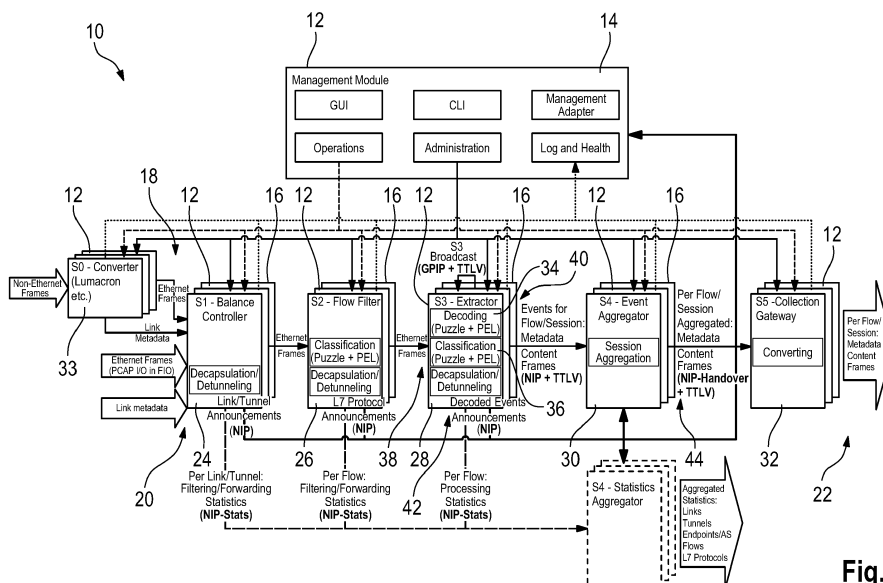 10
12
14
Management Module
GUI
CLI
Management
Adapter
Operations
Administration
Log and Health
12
18
12
16
12
16
12
16
12
16
12
S0 - Converter
(Lumacron
etc.)
Non-Ethernet
Frames
33
Ethernet
Frames
Link
Metadata
Ethernet Frames
(PCAP I/O in FIO)
Link metadata
20
S1 - Balance
Controller
Decapsulation/
Detunneling
Link/Tunnel
Announcements
(NIP)
24
Ethernet
Frames
S2 - Flow Filter
Classification
(Puzzle + PEL)
Decapsulation/
Detunneling
L7 Protocol
Announcements
(NIP)
26
Ethernet
Frames
38
S3
Broadcast
(GPIP + TTLV)
34
40
S3 - Extractor
Decoding
(Puzzle + PEL)
Classification
(Puzzle + PEL)
Decapsulation/
Detunneling
Decoded Events
Announcements
(NIP)
28
36
42
Events for
Flow/Session:
Metadata
Content
Frames
(NIP + TTLV)
S4 - Event
Aggregator
Session
Aggregation
30
Per Flow/
Session
Aggregated:
Metadata
Content
Frames
(NIP-Handover
+ TTLV)
44
S5 -Collection
Gateway
Converting
32
Per Flow/
Session:
Metadata
Content
Frames
22
Per Link/Tunnel:
Filtering/Forwarding
Statistics
(NIP-Stats)
Per Flow:
Filtering/Forwarding
Statistics
(NIP-Stats)
Per Flow:
Processing
Statistics
(NIP-Stats)
S4 - Statistics
Aggregator
Aggregated
Statistics:
Links
Tunnels
Endpoints/AS
Flows
L7 Protocols
Fig.